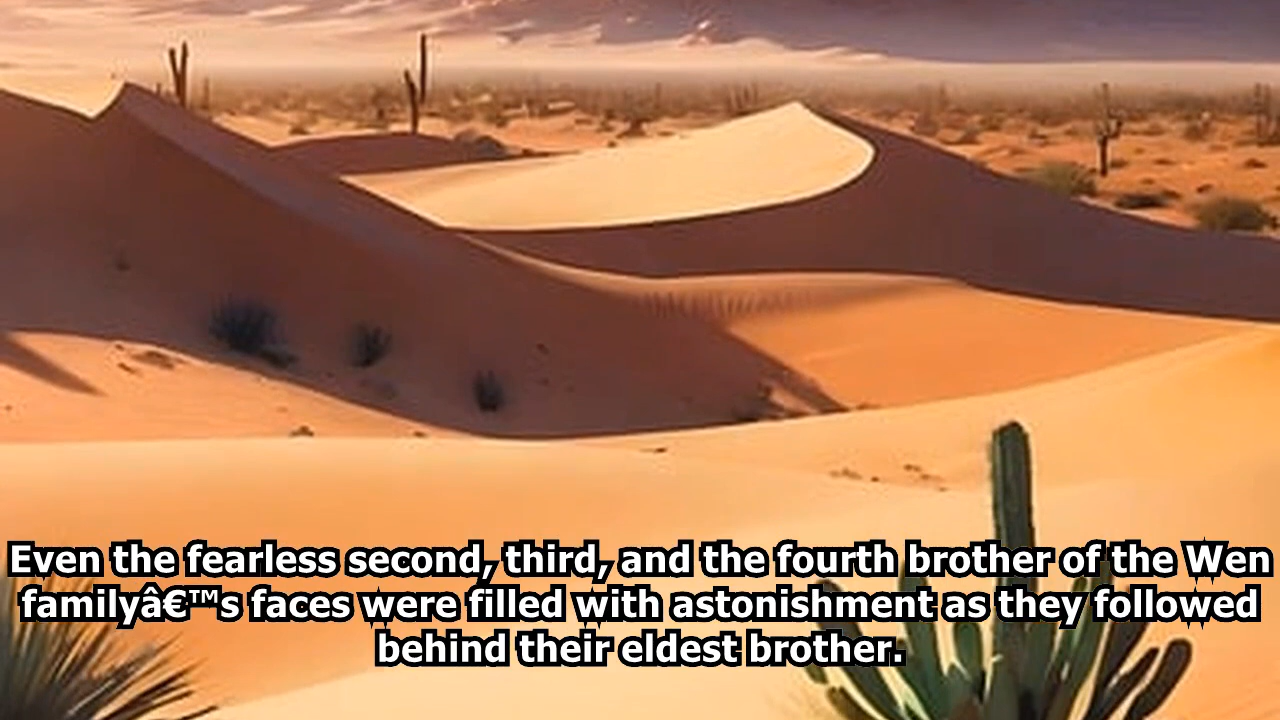 Even the fearless second, third, and the fourth brother of the Wen
familyâ€™s faces were filled with astonishment as they followed
behind their eldest brother.